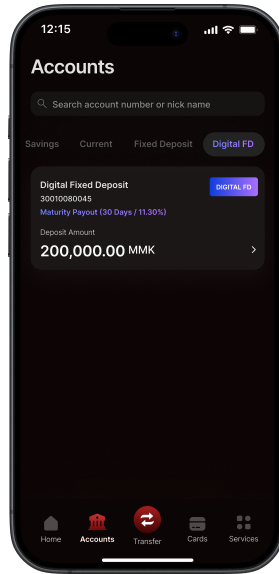 12:15
Accounts
Search account number or nick name
Savings Current Fixed Deposit Digital FD
Digital Fixed Deposit
DIGITAL FD
30010080045
Maturity Payout (30 Days / 11.30%)
Deposit Amount
200,000.00 MMK
Home Accounts Transfer Cards Services